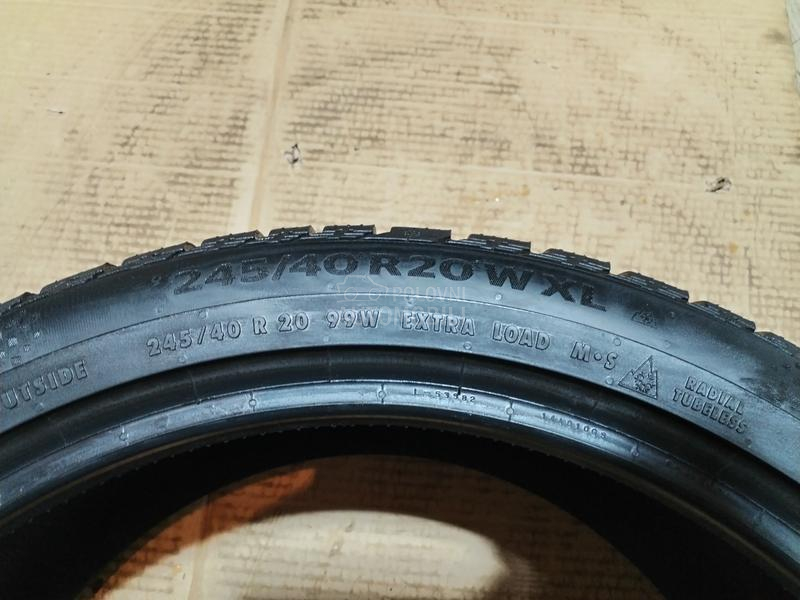 245/40 R20 W XL
UTSIDE 245/40 R 20 99W EXTRA LOAD M·S
RADIAL
TUBELESS